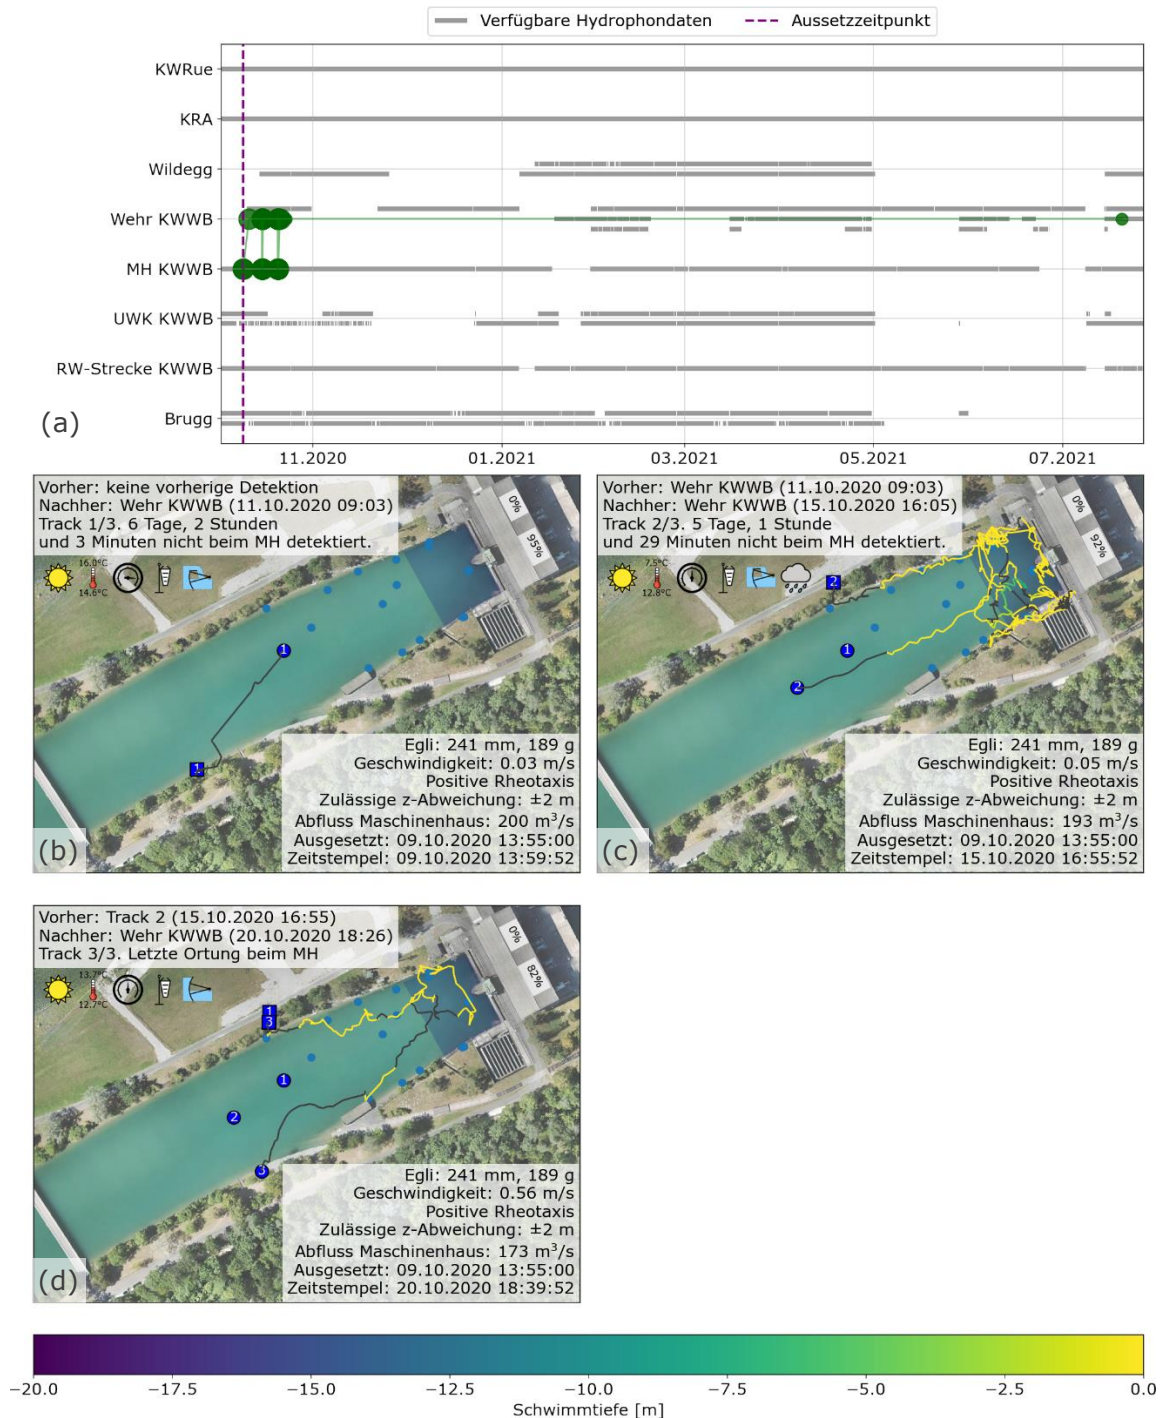 Verfügbare Hydrophondaten
Aussetzzeitpunkt
KWRue
KRA
Wildegg
Wehr KWWB
MH KWWB
UWK KWWB
RW-Strecke KWWB
Brugg
(a)
11.2020
01.2021
03.2021
05.2021
07.2021
Vorher: keine vorherige Detektion
Nachher: Wehr KWWB (11.10.2020 09:03)
Track 1/3. 6 Tage, 2 Stunden
und 3 Minuten nicht beim MH detektiert.
16.0°C
14.6°C
0%
95%
1
1
Egli: 241 mm, 189 g
Geschwindigkeit: 0.03 m/s
Positive Rheotaxis
Zulässige z-Abweichung: ±2 m
Abfluss Maschinenhaus: 200 m³/s
Ausgesetzt: 09.10.2020 13:55:00
Zeitstempel: 09.10.2020 13:59:52
(b)
Vorher: Wehr KWWB (11.10.2020 09:03)
Nachher: Wehr KWWB (15.10.2020 16:05)
Track 2/3. 5 Tage, 1 Stunde
und 29 Minuten nicht beim MH detektiert.
7.5°C
12.8°C
0%
92%
2
1
2
Egli: 241 mm, 189 g
Geschwindigkeit: 0.05 m/s
Positive Rheotaxis
Zulässige z-Abweichung: ±2 m
Abfluss Maschinenhaus: 193 m³/s
Ausgesetzt: 09.10.2020 13:55:00
Zeitstempel: 15.10.2020 16:55:52
(c)
Vorher: Track 2 (15.10.2020 16:55)
Nachher: Wehr KWWB (20.10.2020 18:26)
Track 3/3. Letzte Ortung beim MH
13.7°C
12.7°C
0%
82%
1
3
1
2
3
Egli: 241 mm, 189 g
Geschwindigkeit: 0.56 m/s
Positive Rheotaxis
Zulässige z-Abweichung: ±2 m
Abfluss Maschinenhaus: 173 m³/s
Ausgesetzt: 09.10.2020 13:55:00
Zeitstempel: 20.10.2020 18:39:52
(d)
−20.0
−17.5
−15.0
−12.5
−10.0
−7.5
−5.0
−2.5
0.0
Schwimmtiefe [m]